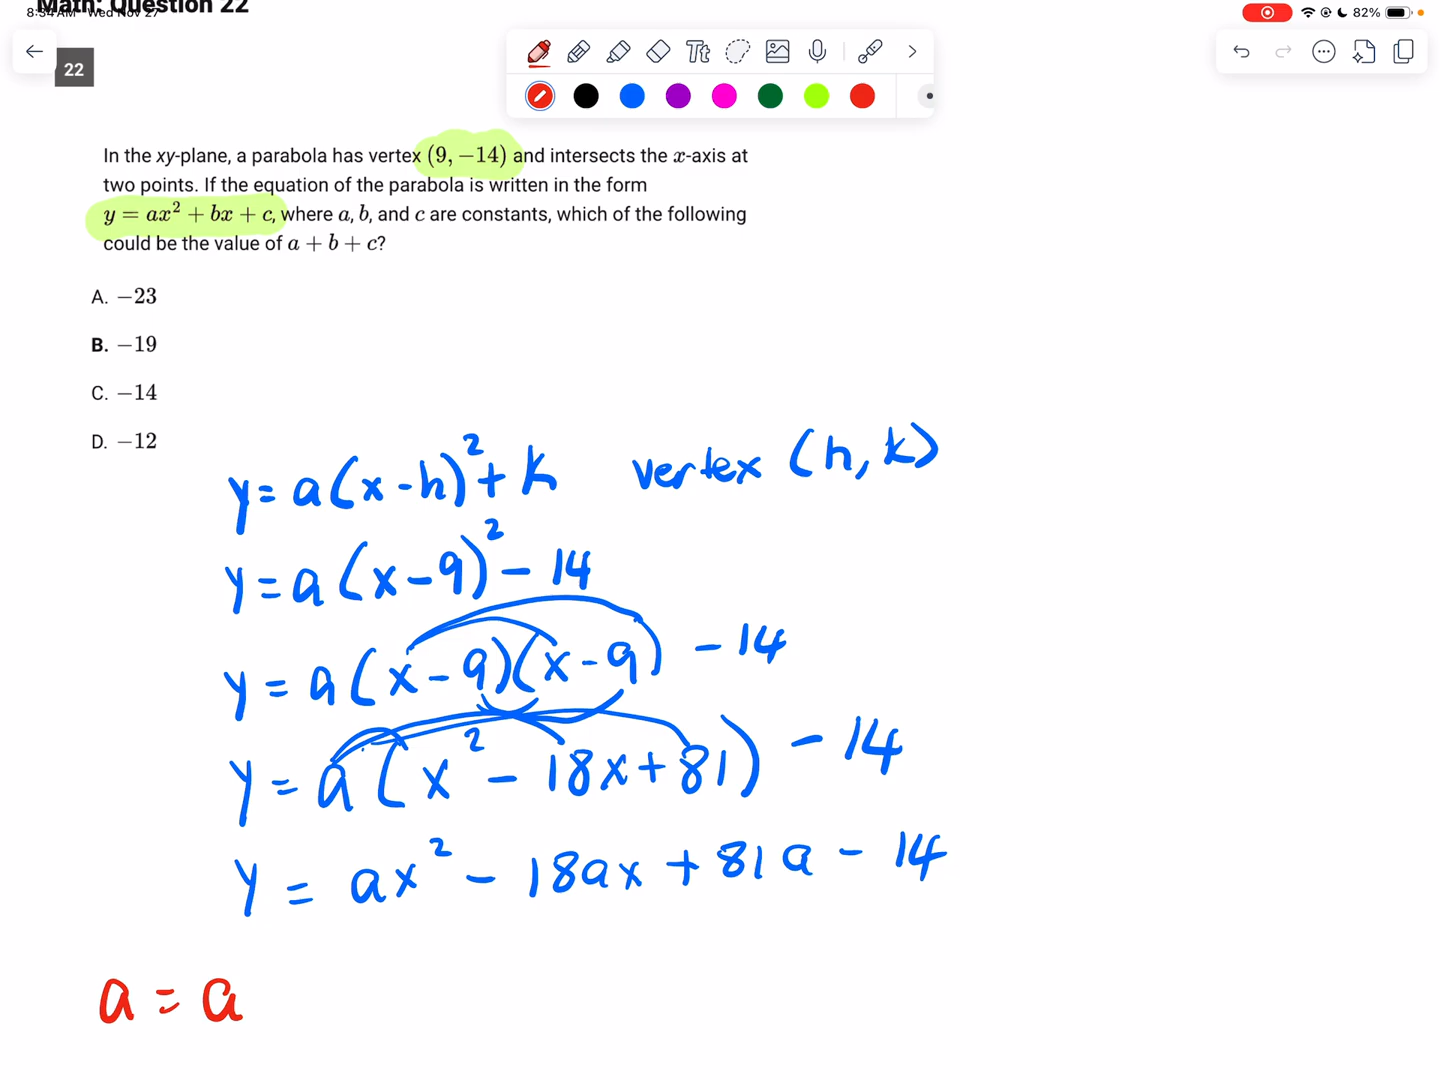 Math: Question 22
8:34 AM Wed Nov 27
82%
Tt
22
In the xy-plane, a parabola has vertex (9, −14) and intersects the x-axis at
two points. If the equation of the parabola is written in the form
y = ax² + bx + c, where a, b, and c are constants, which of the following
could be the value of a + b + c?
A. −23
B. −19
C. −14
D. −12
y = a(x - h)² + k vertex (h, k)
y = a(x - 9)² - 14
y = a(x - 9)(x - 9) - 14
y = a(x² - 18x + 81) - 14
y = ax² - 18ax + 81a - 14
a = a